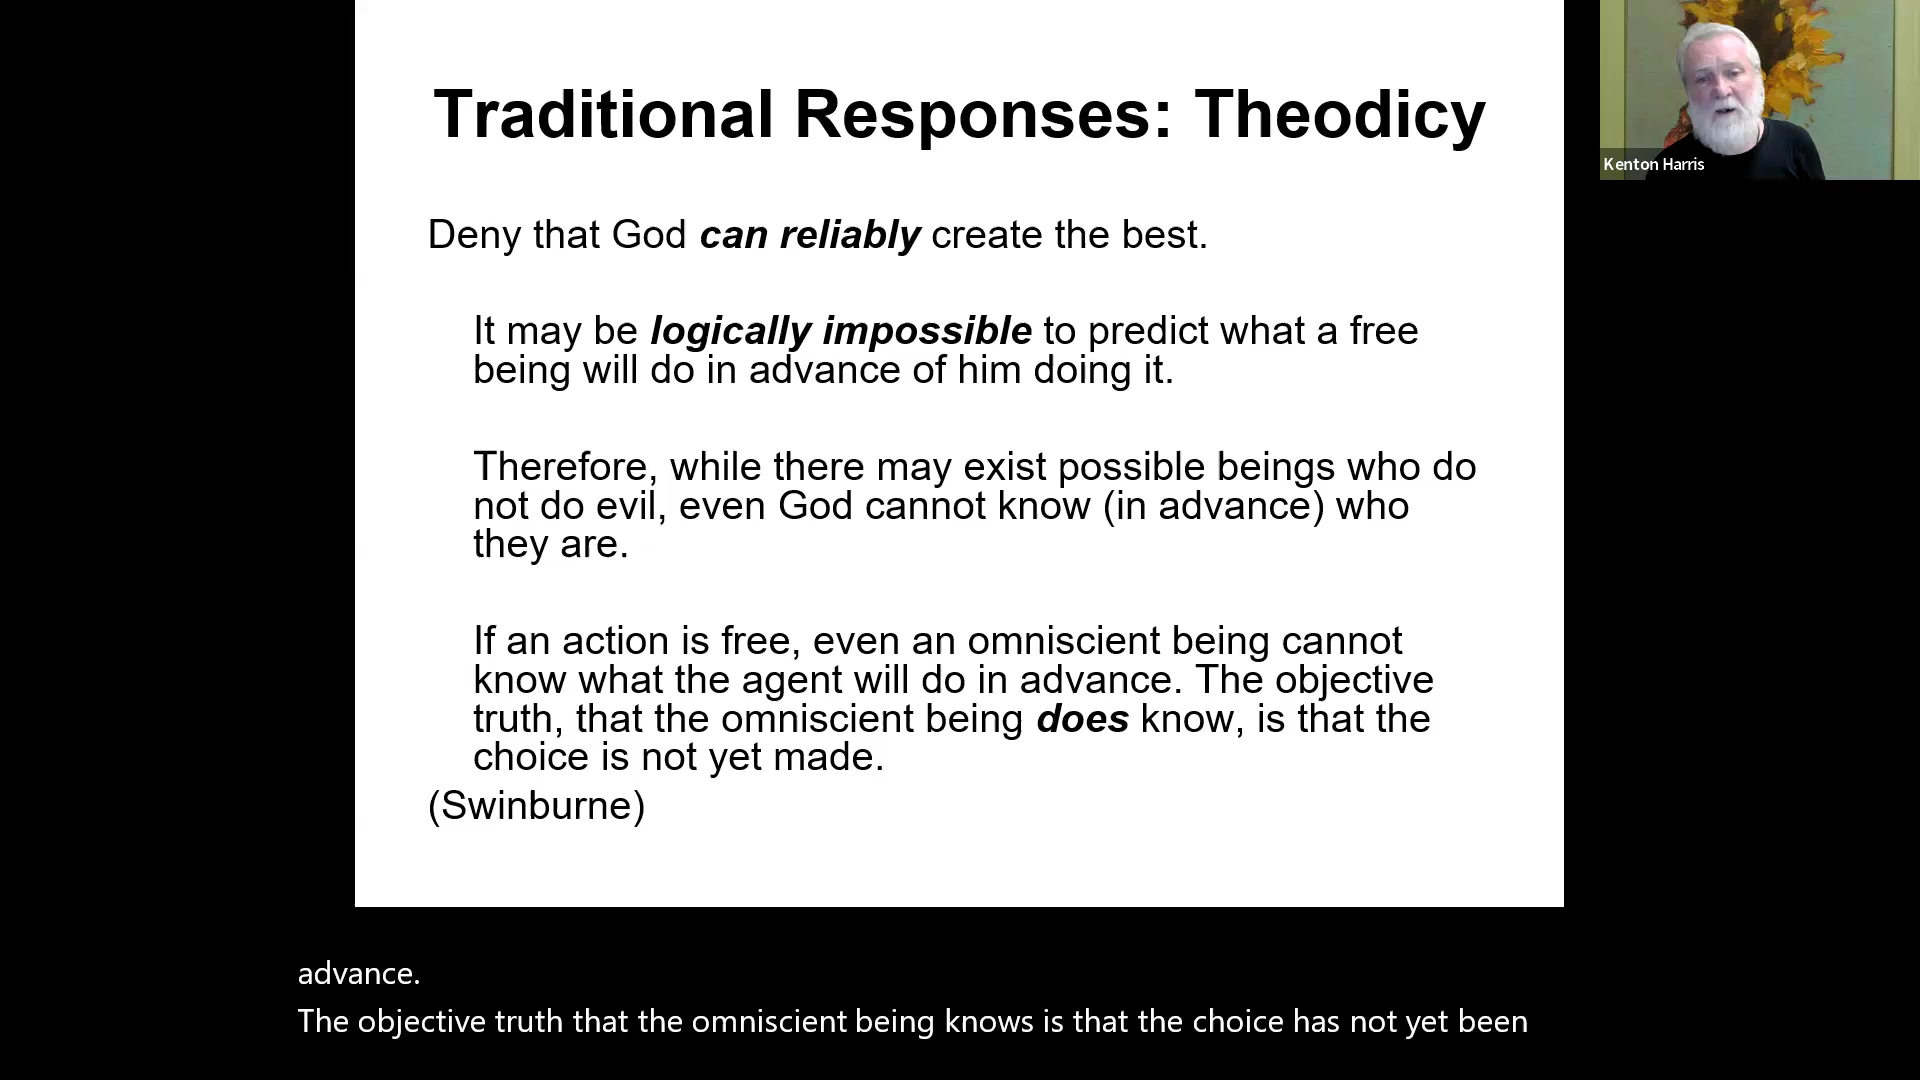 Traditional Responses: Theodicy
Kenton Harris
Deny that God can reliably create the best.
It may be logically impossible to predict what a free
being will do in advance of him doing it.
Therefore, while there may exist possible beings who do
not do evil, even God cannot know (in advance) who
they are.
If an action is free, even an omniscient being cannot
know what the agent will do in advance. The objective
truth, that the omniscient being does know, is that the
choice is not yet made.
(Swinburne)
advance.
The objective truth that the omniscient being knows is that the choice has not yet been